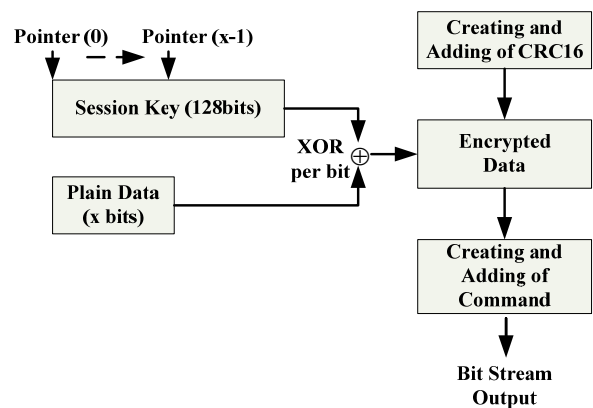 Pointer (0)
Pointer (x-1)
Session Key (128bits)
Plain Data
(x bits)
XOR
per bit
Creating and
Adding of CRC16
Encrypted
Data
Creating and
Adding of
Command
Bit Stream
Output